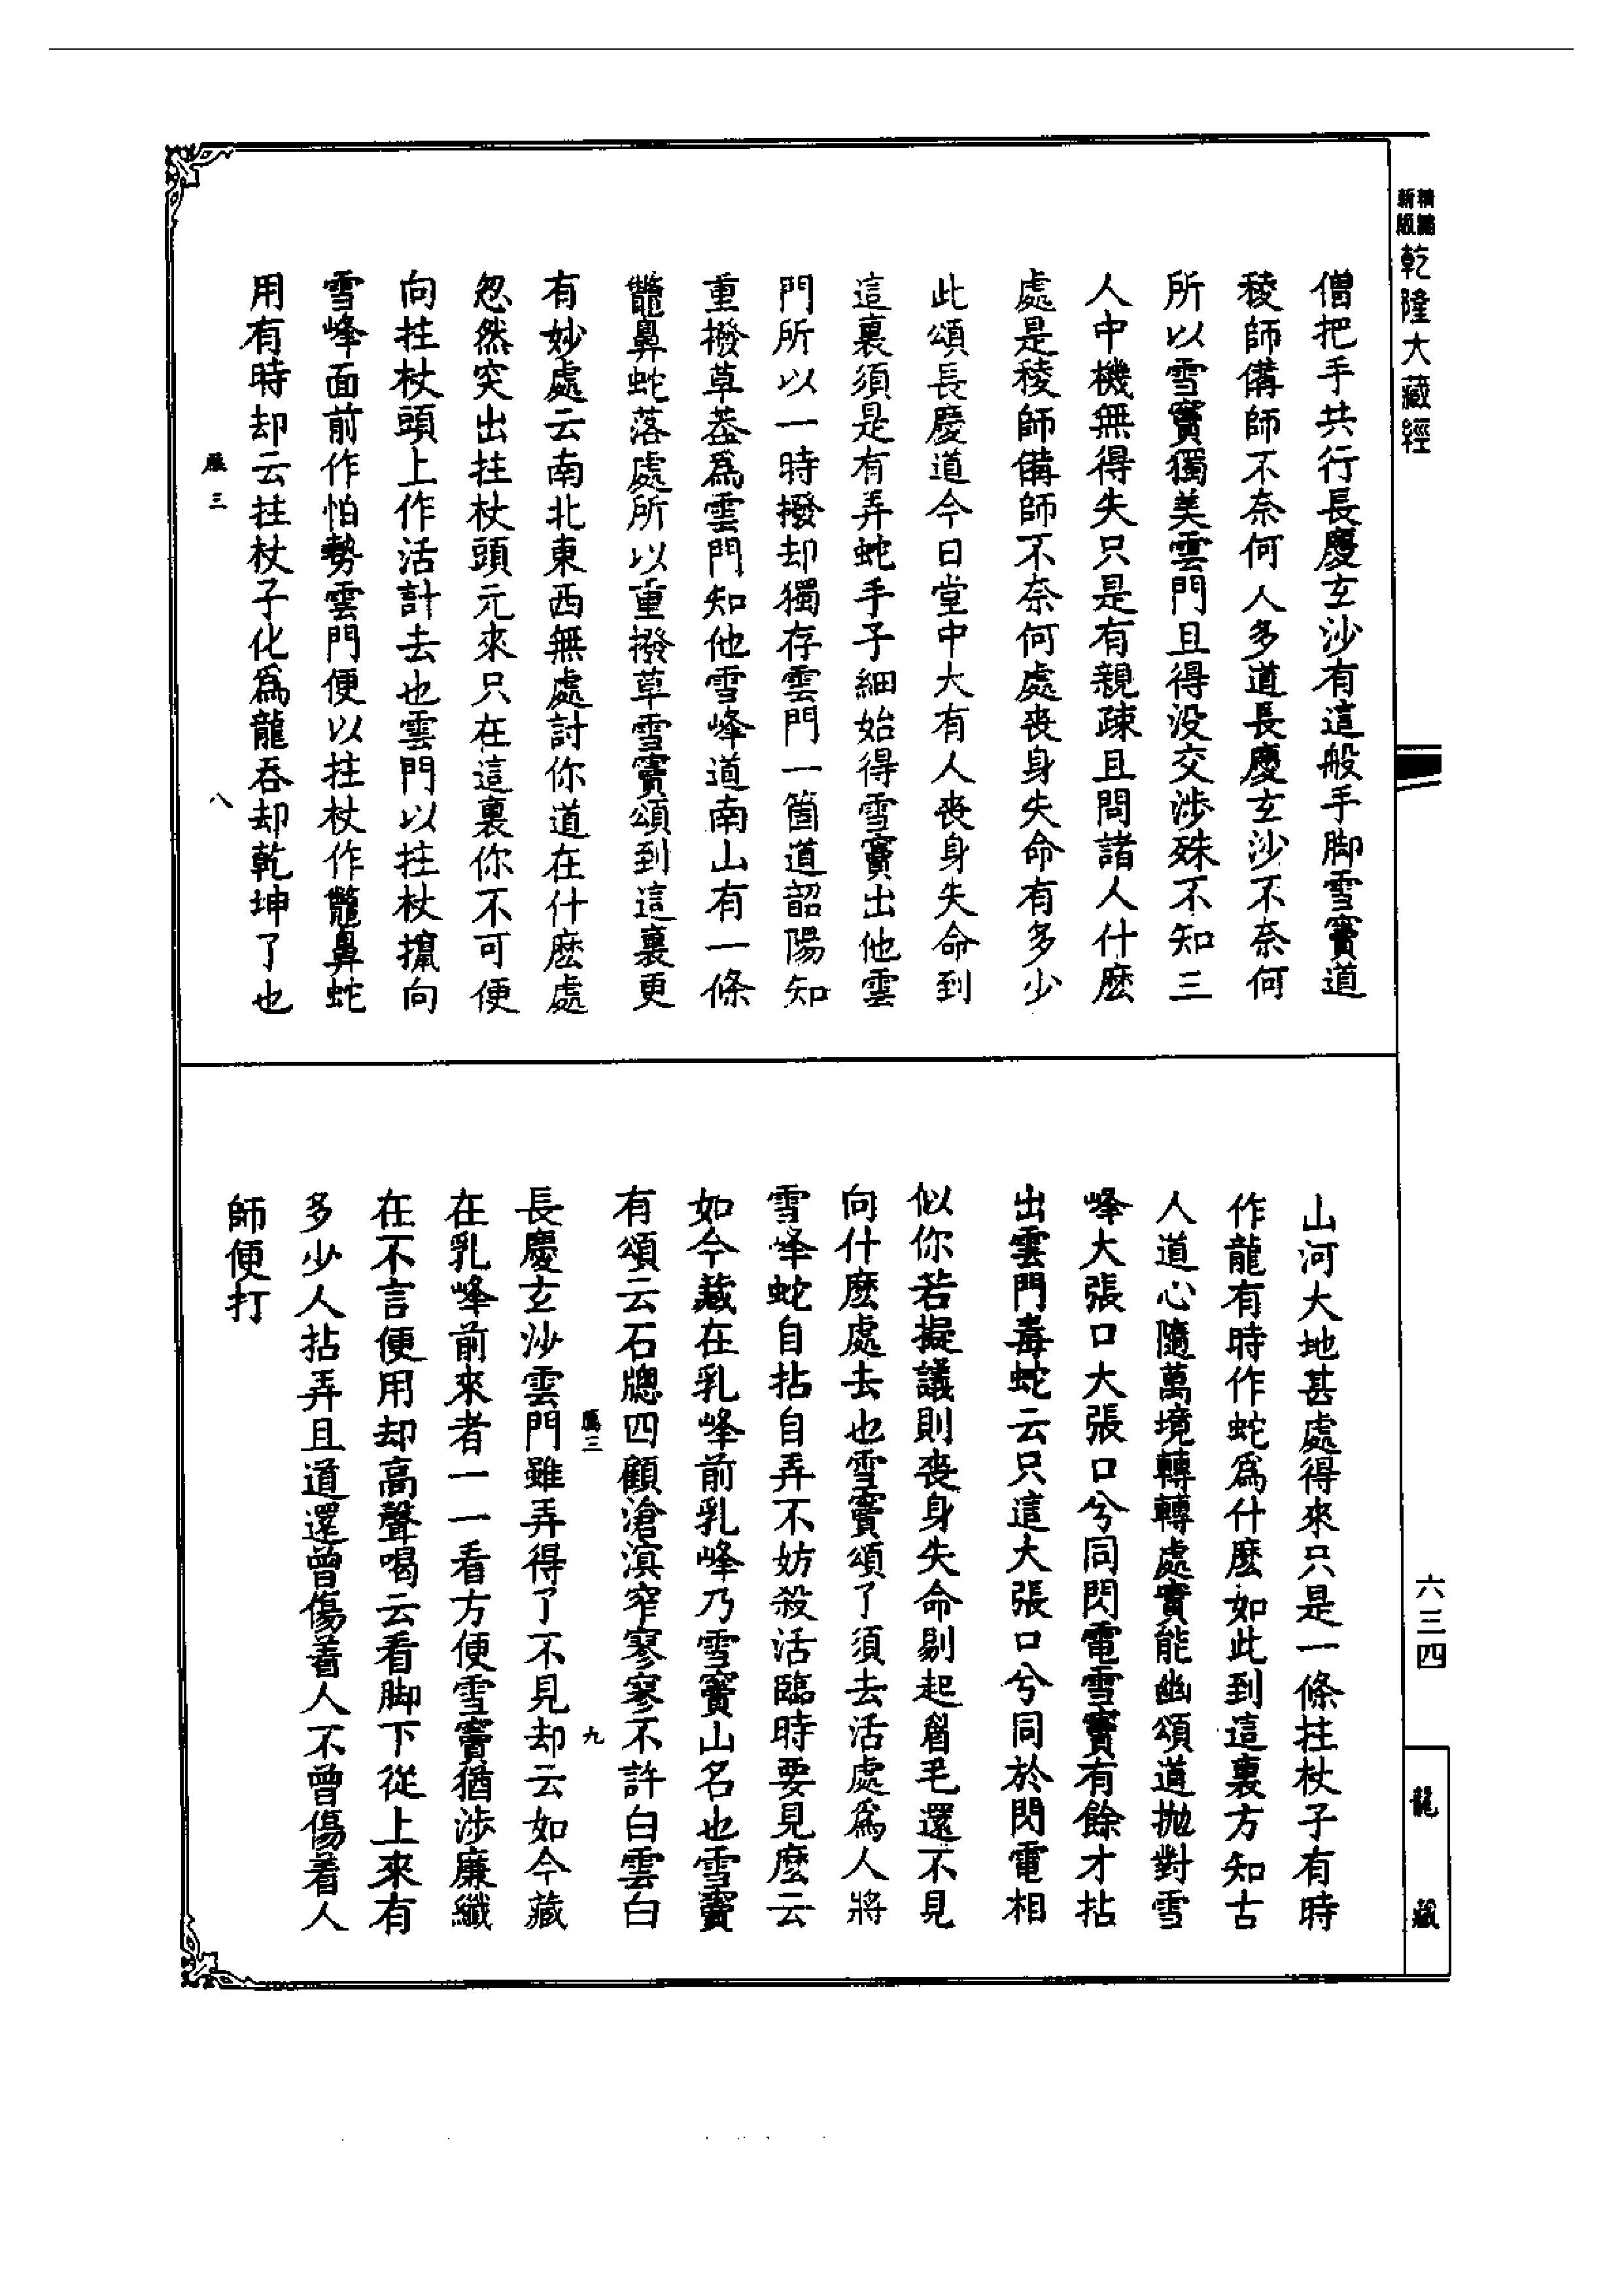 精編
新版
乾隆大藏經
僧把手共行長慶玄沙有這般手脚雪竇道
稜師備師不奈何人多道長慶玄沙不奈何
所以雪竇獨美雲門且得没交涉殊不知三
人中機無得失只是有親疎且問諸人什麽
處是稜師備師不奈何處喪身失命有多少
此頌長慶道今日堂中大有人喪身失命到
這裏須是有弄蛇手子細始得雪竇出他雲
門所以一時撥却獨存雲門一箇道韶陽知
重撥草葢爲雲門知他雪峰道南山有一條
鼈鼻蛇落處所以重撥草雪竇頌到這裏更
有妙處云南北東西無處討你道在什麽處
忽然突出拄杖頭元來只在這裏你不可便
向拄杖頭上作活計去也雲門以拄杖攛向
雪峰面前作怕勢雲門便以拄杖作鼈鼻蛇
用有時却云拄杖子化爲龍吞却乾坤了也
三
八
六三四
龍藏
山河大地甚處得來只是一條拄杖子有時
作龍有時作蛇爲什麽如此到這裏方知古
人道心隨萬境轉轉處實能幽頌道抛對雪
峰大張口大張口兮同閃電雪竇有餘才拈
出雲門毒蛇云只這大張口兮同於閃電相
似你若擬議則喪身失命剔起眉毛還不見
向什麽處去也雪竇頌了須去活處爲人將
雪峰蛇自拈自弄不妨殺活臨時要見麽云
如今藏在乳峰前乳峰乃雪竇山名也雪竇
有頌云石牎四顧滄溟窄寥寥不許白雲白
三
九
長慶玄沙雲門雖弄得了不見却云如今藏
在乳峰前來者一一看方便雪竇猶涉廉纖
在不言便用却高聲喝云看脚下從上來有
多少人拈弄且道還曾傷着人不曾傷着人
師便打